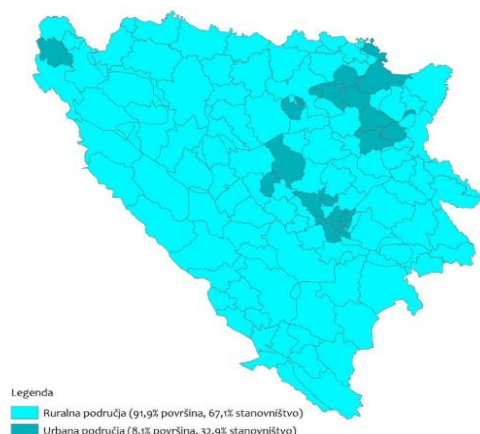 Legenda
Ruralna područja (91,9% površina, 67,1% stanovništvo)
Urbana područja (8,1% površina, 32,9% stanovništvo)